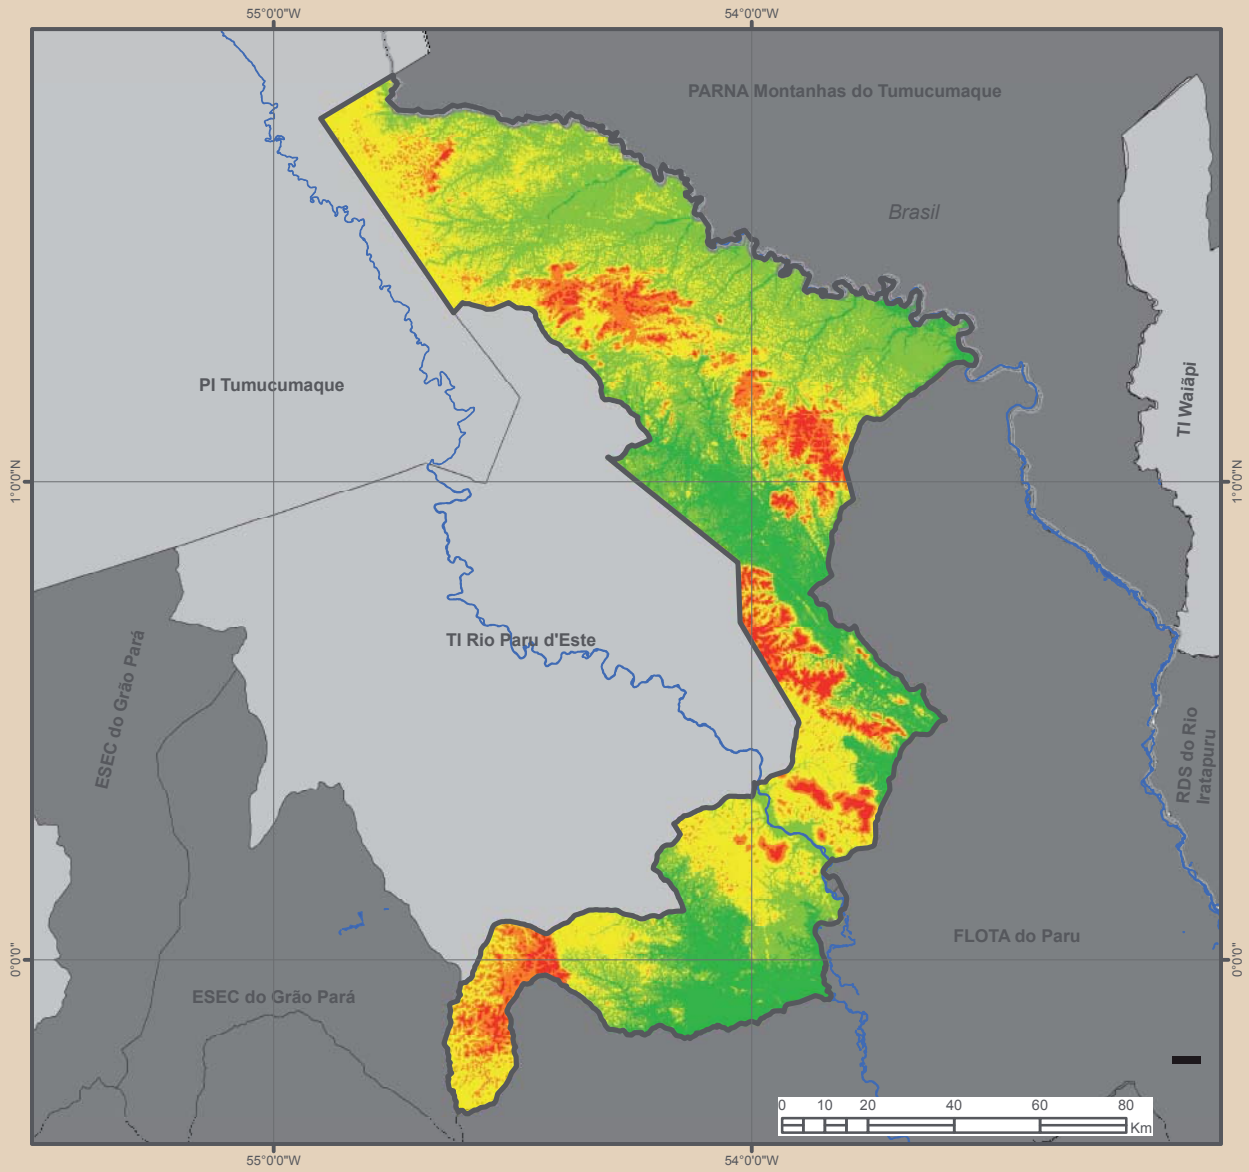 55°0'0"W
54°0'0"W
PARNA Montanhas do Tumucumaque
Brasil
PI Tumucumaque
TI Waiãpi
1°0'0"N
1°0'0"N
TI Rio Paru d'Este
ESEC do Grão Pará
RDS do Rio
Iratapuru
FLOTA do Paru
0°0'0"
0°0'0"
ESEC do Grão Pará
0 10 20 40 60 80
Km
55°0'0"W
54°0'0"W